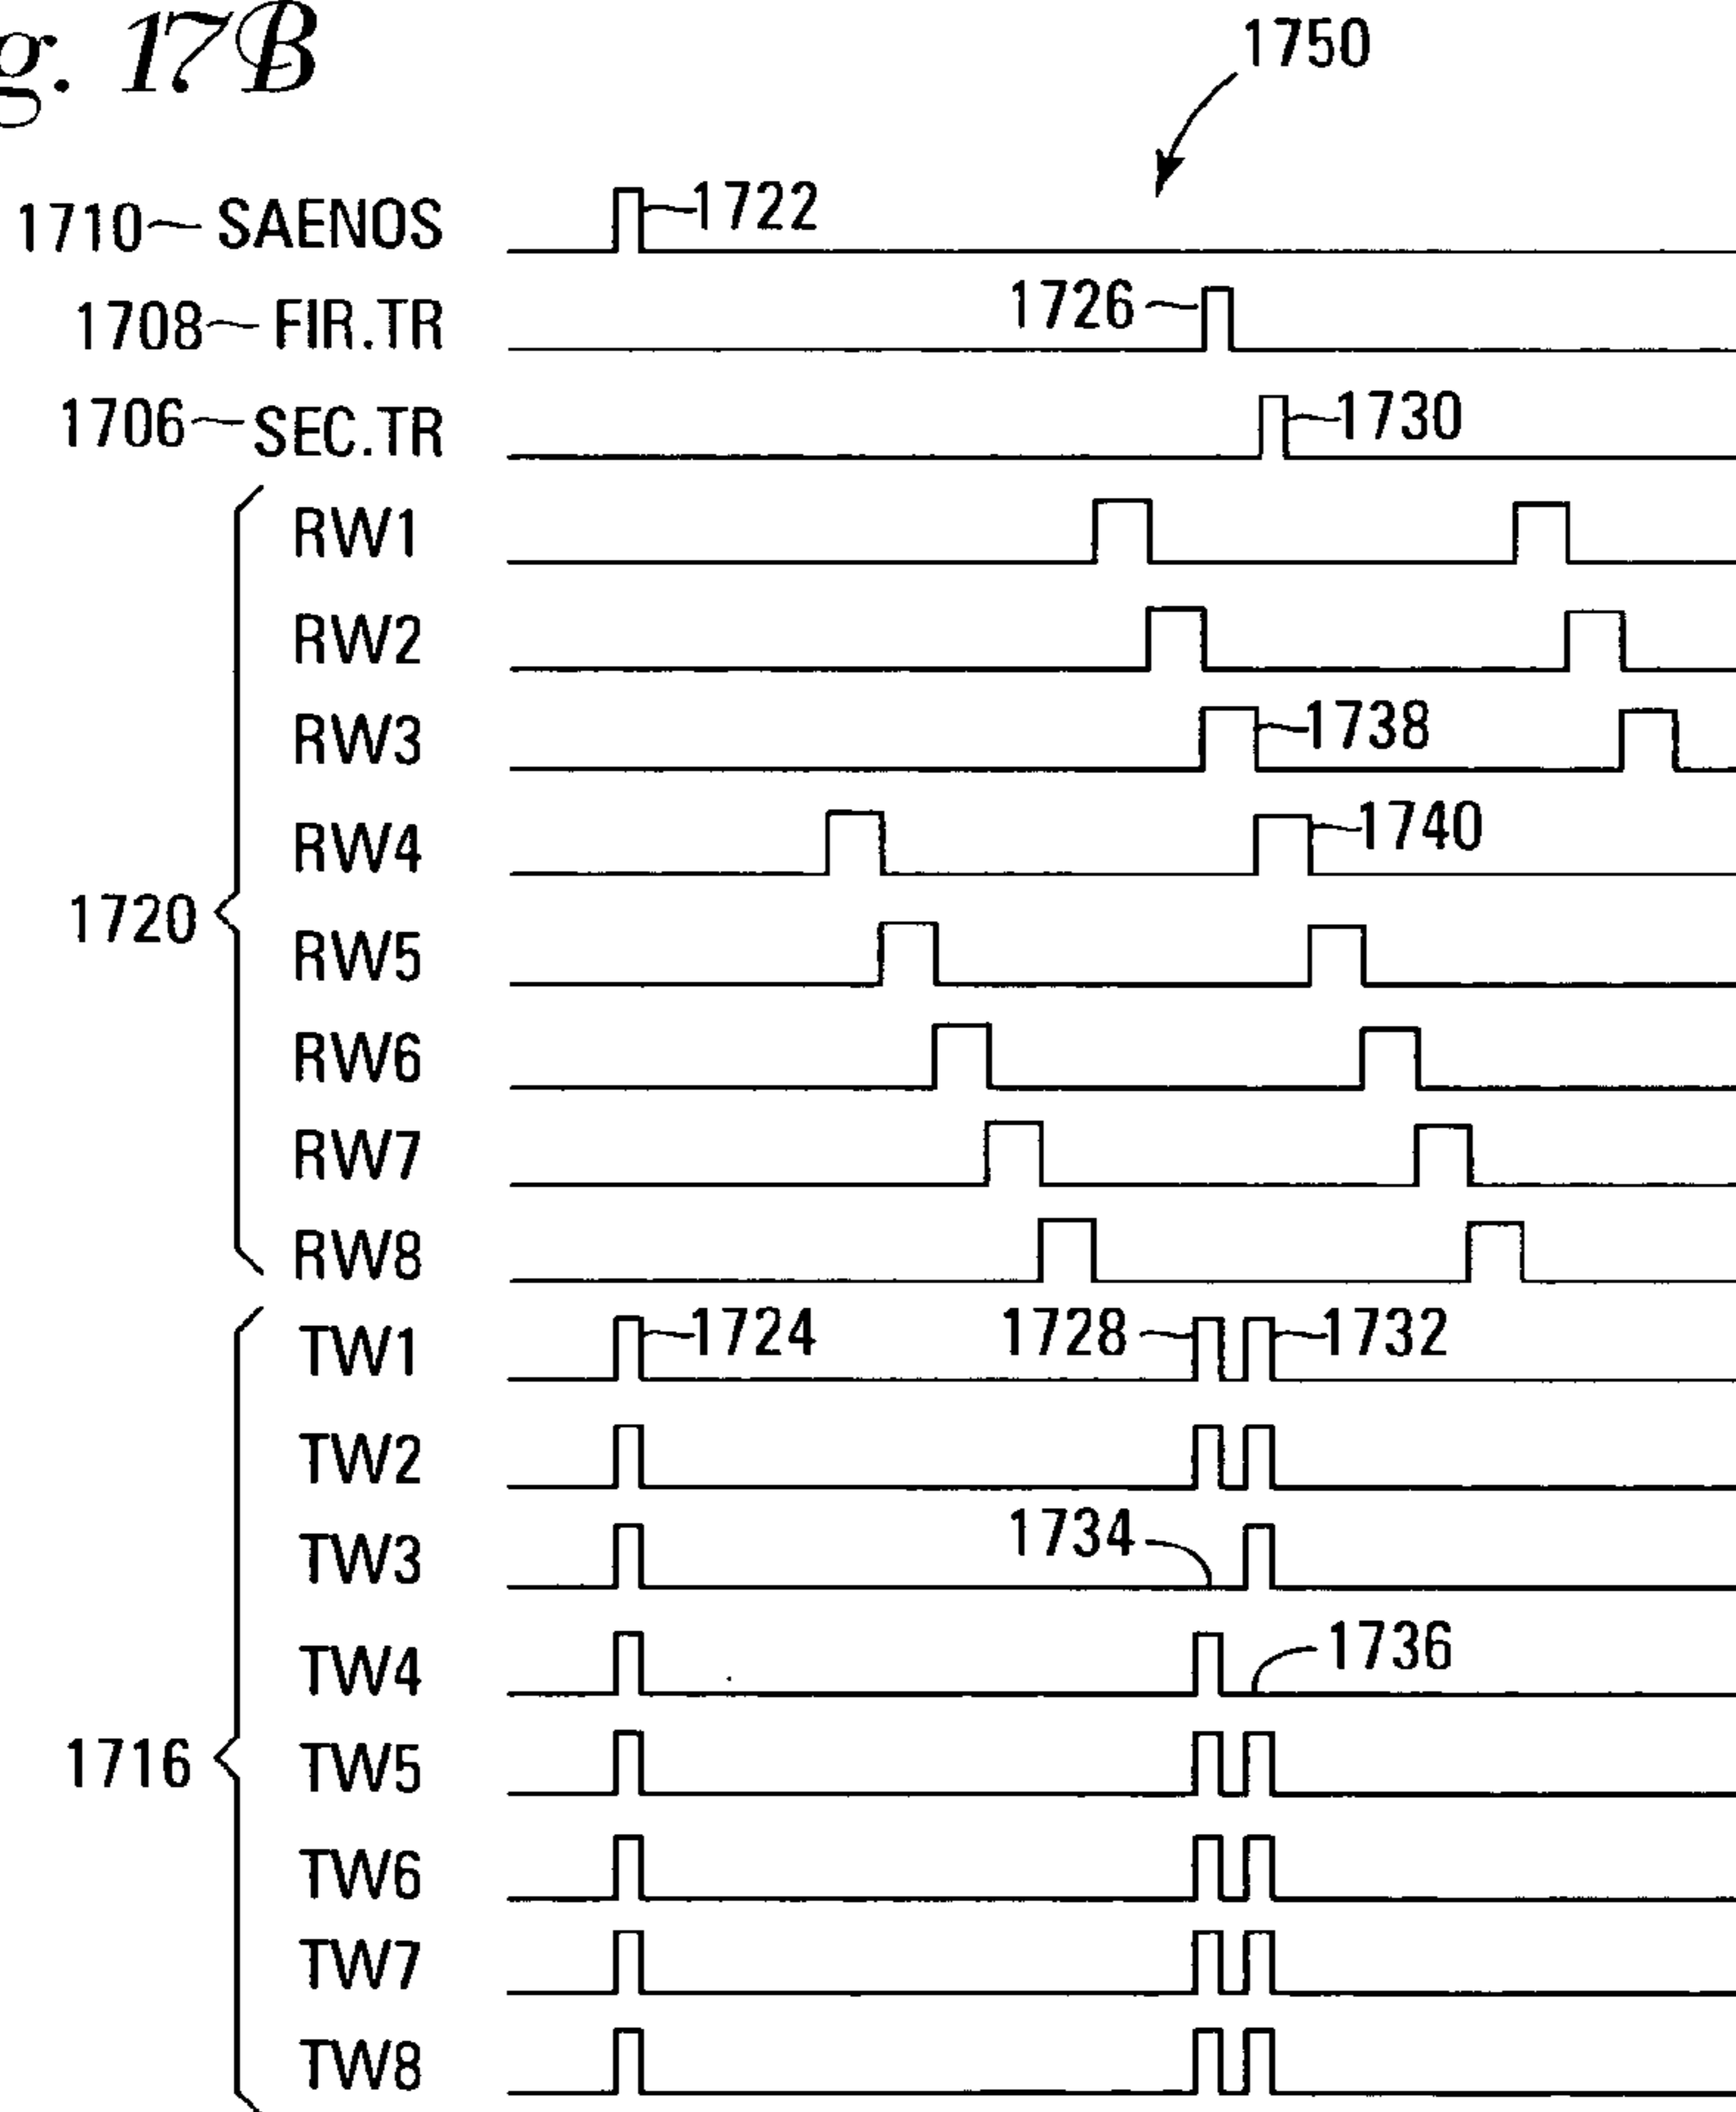 g. 17B
1750
1710 SAENOS 1722
1708 FIR.TR 1726
1706 SEC.TR 1730
RW1
RW2
RW3 1738
RW4 1740
1720
RW5
RW6
RW7
RW8
TW1 1724 1728 1732
TW2
TW3 1734
TW4 1736
1716
TW5
TW6
TW7
TW8